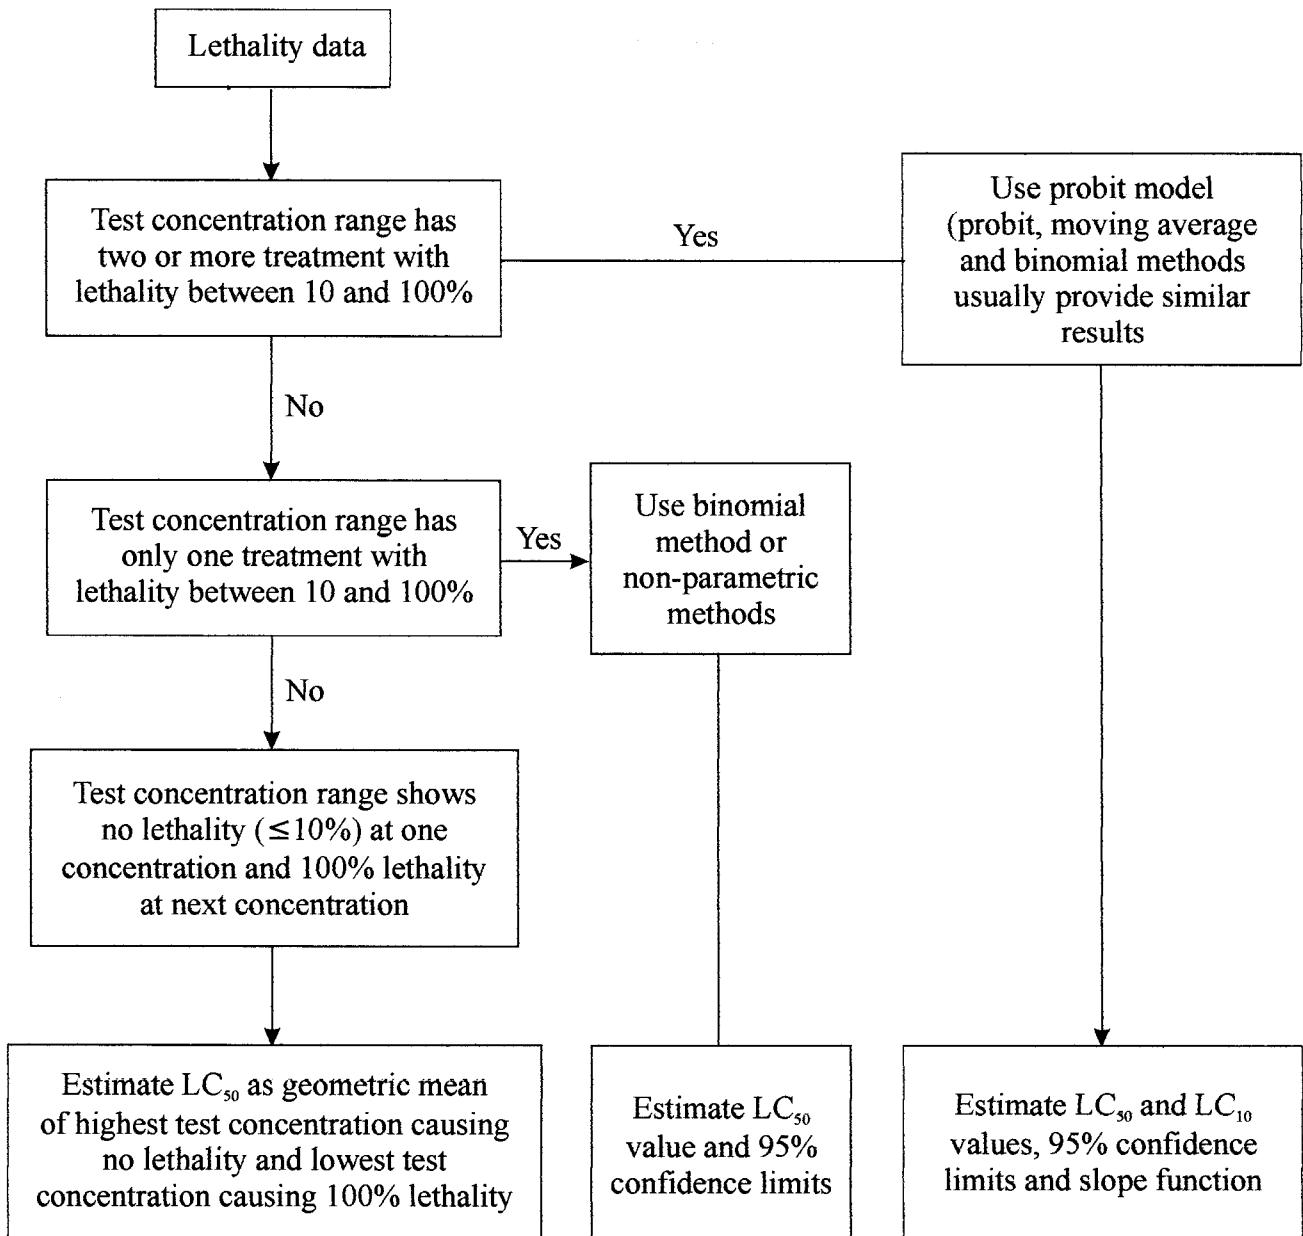 Lethality data
Test concentration range has
two or more treatment with
lethality between 10 and 100%
Yes
Use probit model
(probit, moving average
and binomial methods
usually provide similar
results
No
Test concentration range has
only one treatment with
lethality between 10 and 100%
Yes
Use binomial
method or
non-parametric
methods
No
Test concentration range shows
no lethality (≤10%) at one
concentration and 100% lethality
at next concentration
Estimate LC₅₀ as geometric mean
of highest test concentration causing
no lethality and lowest test
concentration causing 100% lethality
Estimate LC₅₀
value and 95%
confidence limits
Estimate LC₅₀ and LC₁₀
values, 95% confidence
limits and slope function